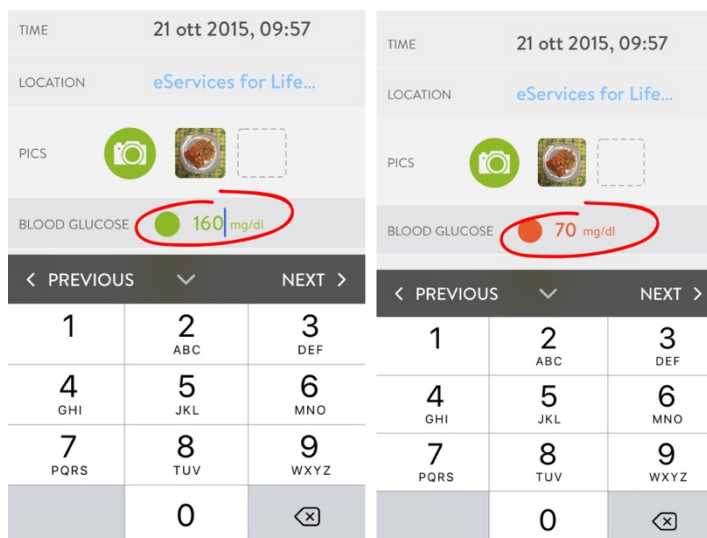 TIME 21 ott 2015, 09:57
LOCATION eServices for Life...
PICS
BLOOD GLUCOSE 160 mg/dl
PREVIOUS NEXT
1 2 3
ABC DEF
4 5 6
GHI JKL MNO
7 8 9
PQRS TUV WXYZ
0
TIME 21 ott 2015, 09:57
LOCATION eServices for Life...
PICS
BLOOD GLUCOSE 70 mg/dl
PREVIOUS NEXT
1 2 3
ABC DEF
4 5 6
GHI JKL MNO
7 8 9
PQRS TUV WXYZ
0